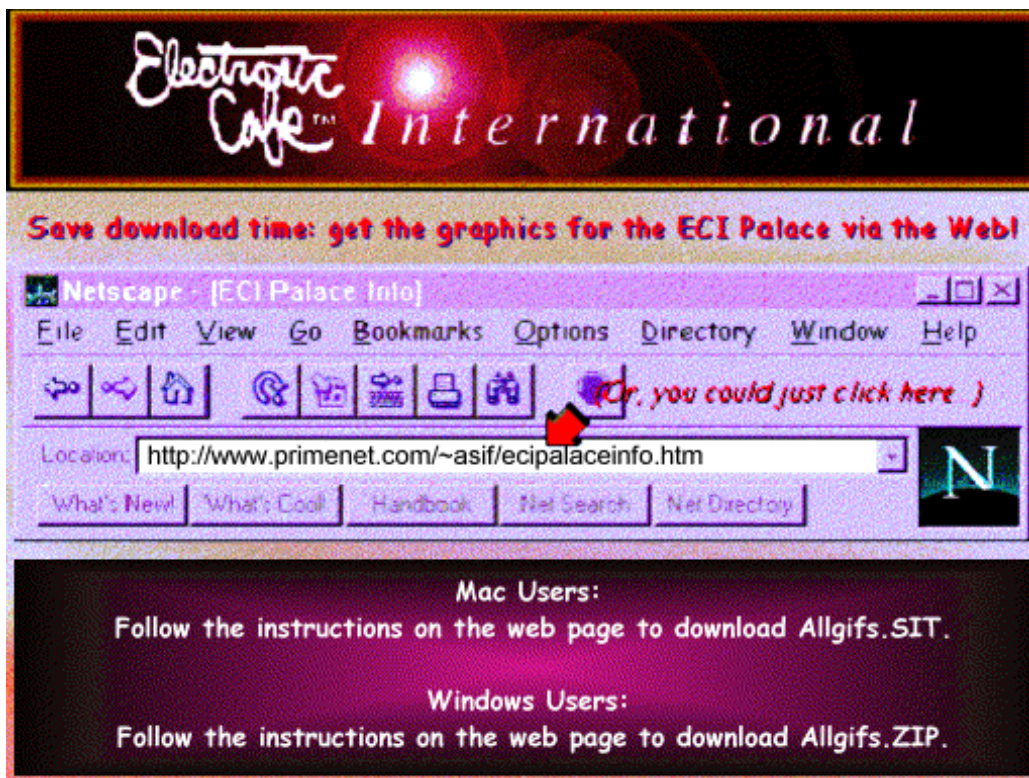 Electronic
Cafe™ International
Save download time: get the graphics for the ECI Palace via the Web!
Netscape - [ECI Palace Info]
File Edit View Go Bookmarks Options Directory Window Help
(Or, you could just click here )
Location: http://www.primenet.com/~asif/ecipalaceinfo.htm
N
What's New! What's Cool! Handbook Net Search Net Directory
Mac Users:
Follow the instructions on the web page to download Allgifs.SIT.
Windows Users:
Follow the instructions on the web page to download Allgifs.ZIP.